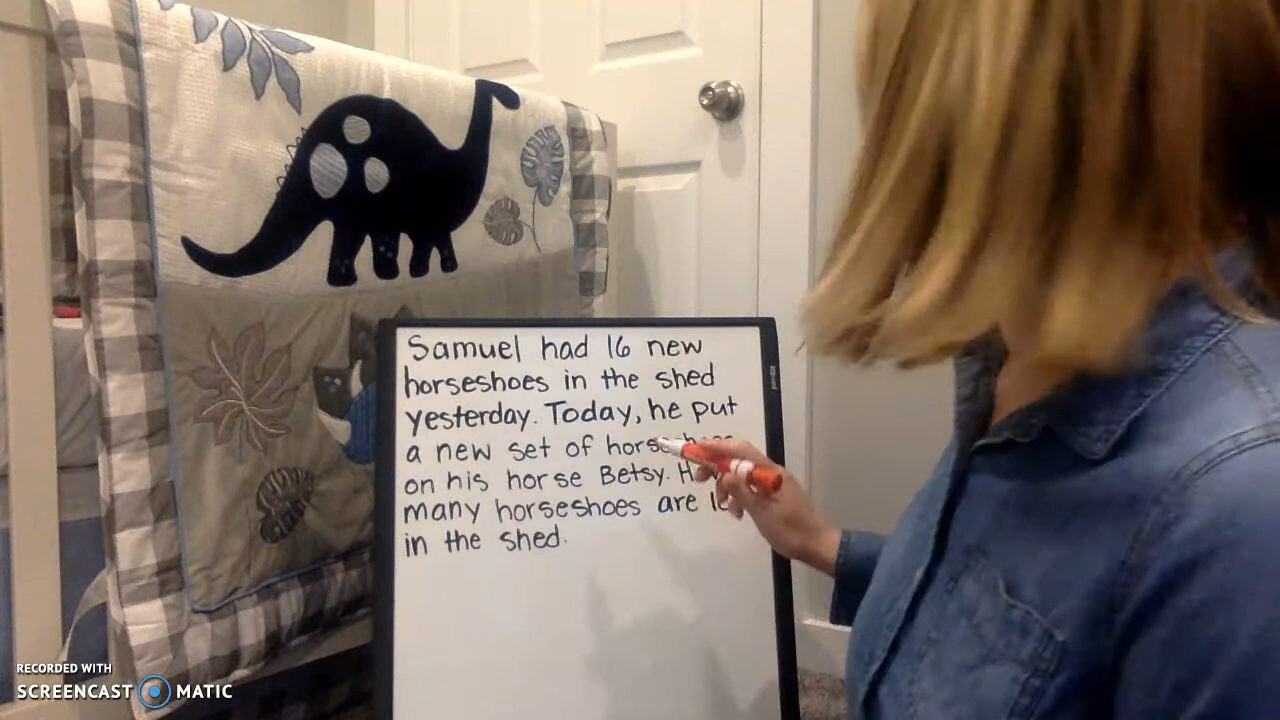 Samuel had 16 new
horseshoes in the shed
yesterday. Today, he put
a new set of
on his horse Betsy.
many horseshoes are
in the shed.
RECORDED WITH
SCREENCAST MATIC